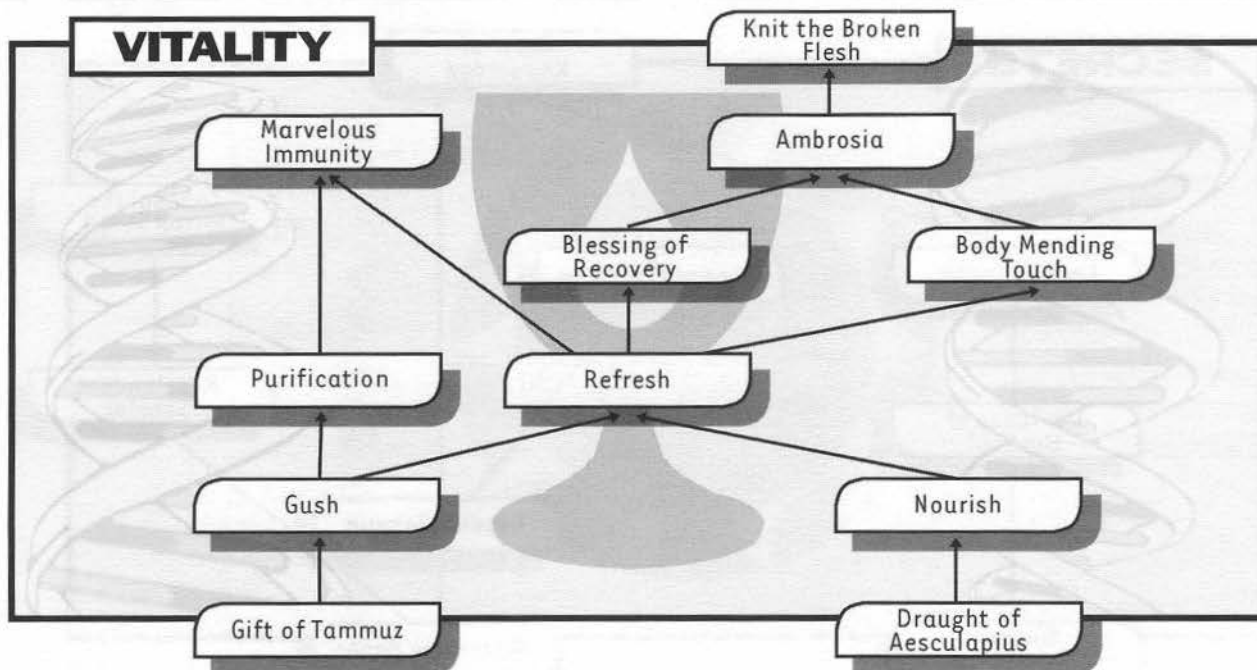 VITALITY
Knit the Broken
Flesh
Marvelous
Immunity
Ambrosia
Blessing of
Recovery
Body Mending
Touch
Purification
Refresh
Gush
Nourish
Gift of Tammuz
Draught of
Aesculapius